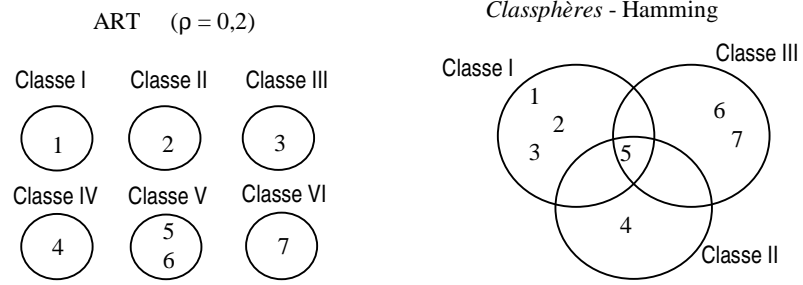 ART (ρ = 0,2)
Classe I Classe II Classe III
1 2 3
Classe IV Classe V Classe VI
4 5 7
6
Classphères - Hamming
Classe I Classe III
1
2
3
5
6
7
4
Classe II